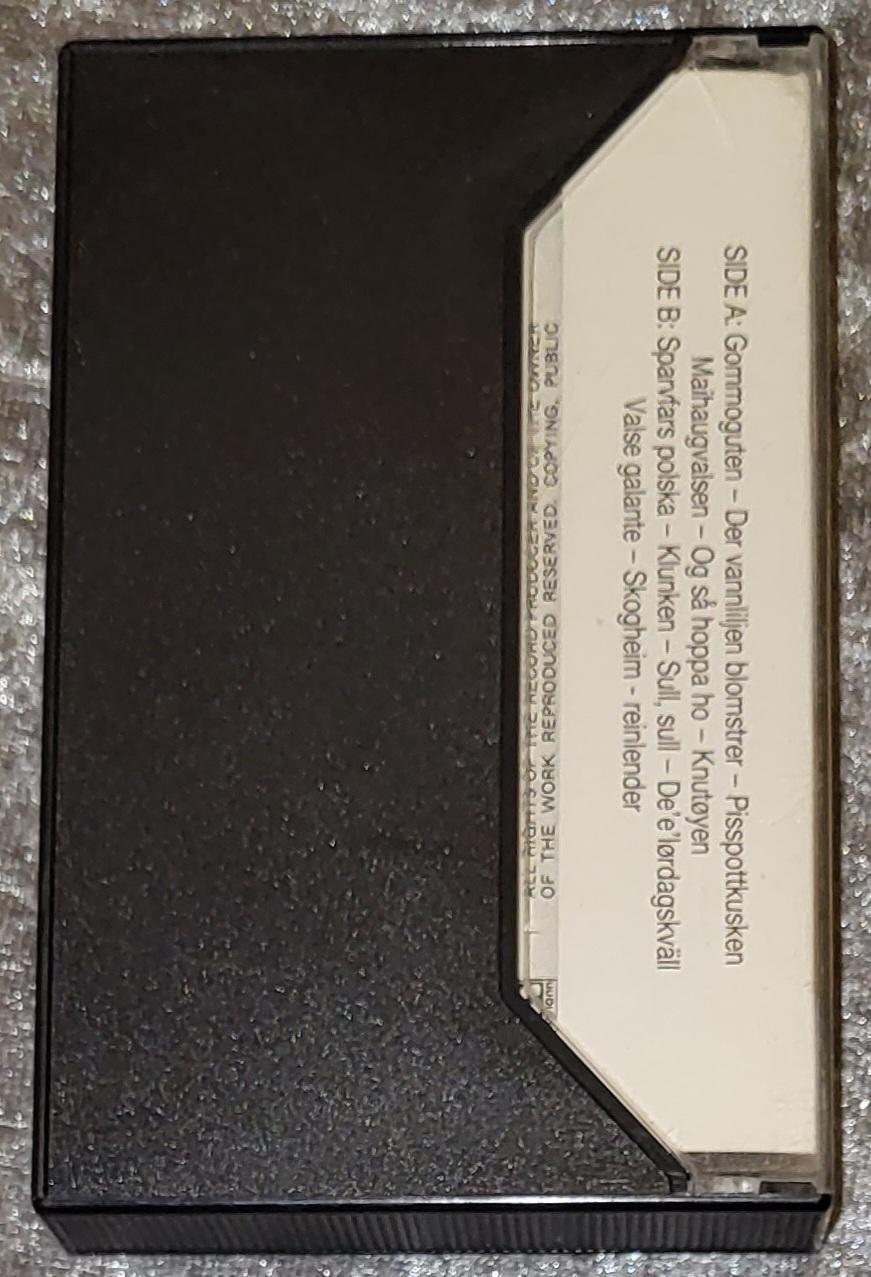 SIDE A: Gommoguten – Der vannliljen blomstrer – Pisspottkusken
Maihaugvalsen – Og så hoppa ho – Knutøyen
SIDE B: Sparvfars polska – Klunken – Sull, sull – De'e'lørdagskväll
Valse galante – Skogheim - reinlender
ALL RIGHTS OF THE RECORD PRODUCER AND OF THE OWNER
OF THE WORK REPRODUCED RESERVED. COPYING, PUBLIC